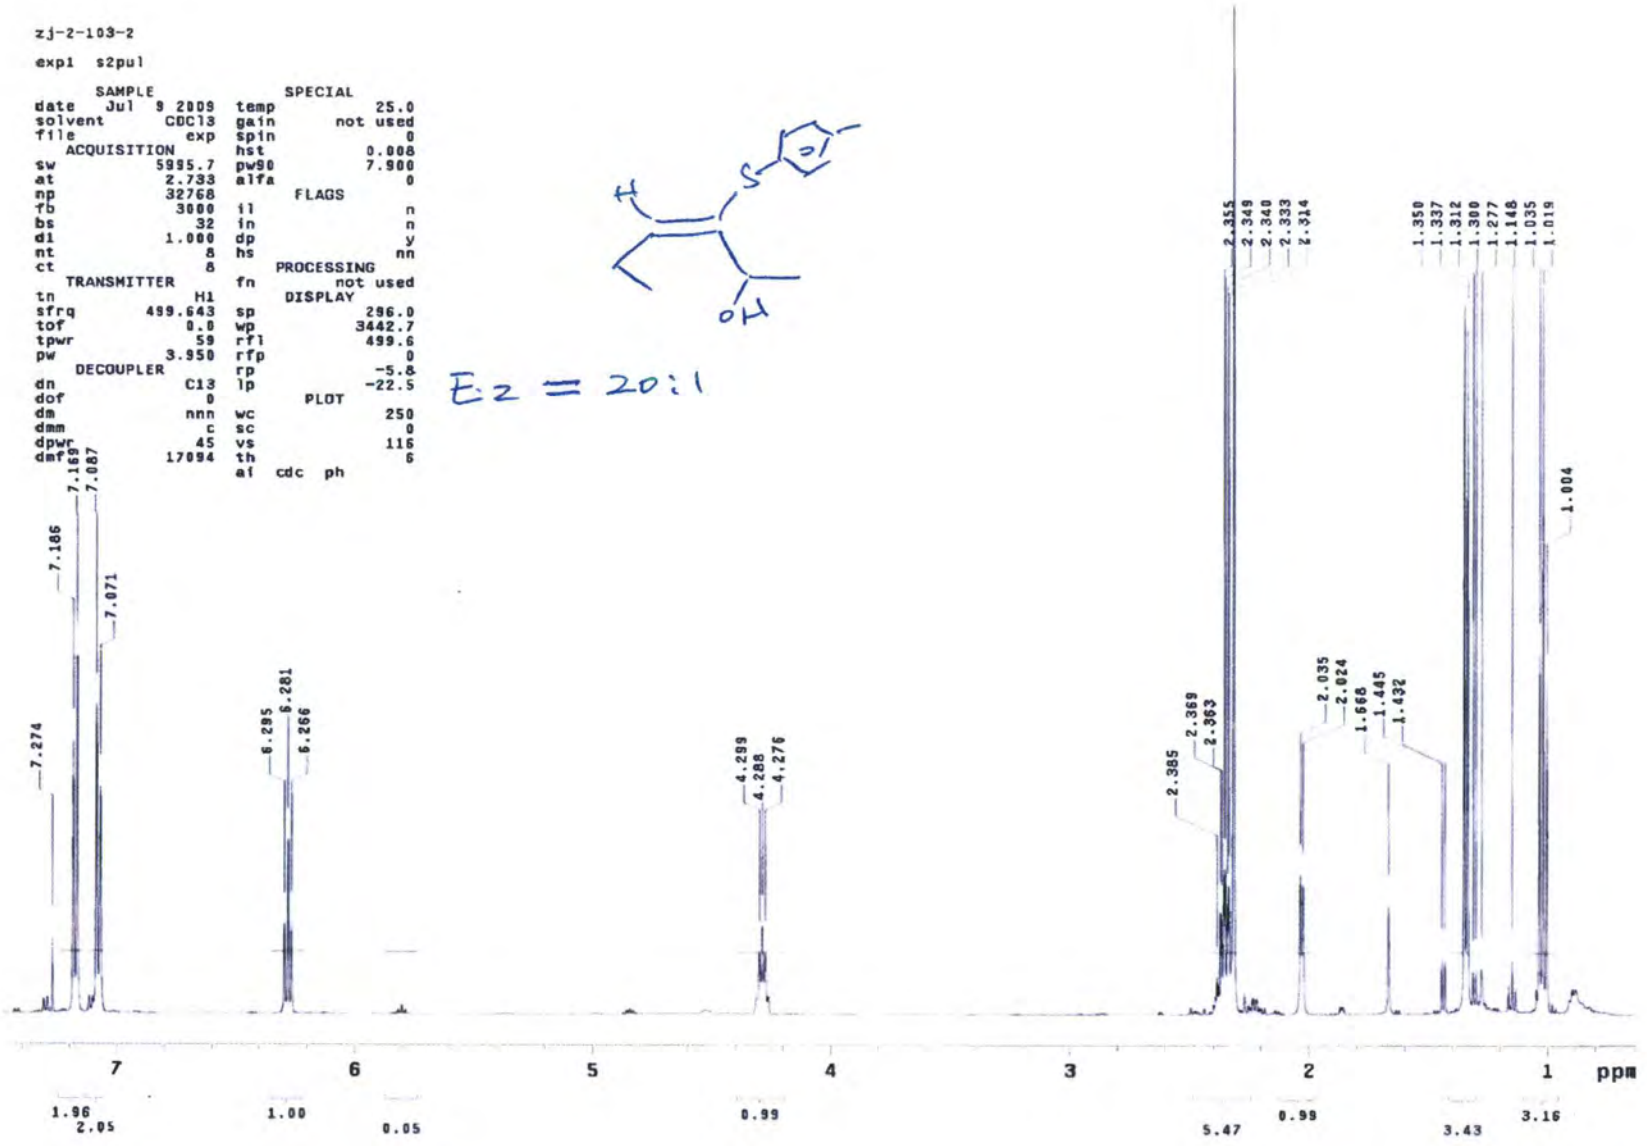 zj-2-103-2
exp1 s2pul
SAMPLE SPECIAL
date Jul 9 2009 temp 25.0
solvent CDCl3 gain not used
file exp spin 0
ACQUISITION hst 0.008
sw 5995.7 pw90 7.900
at 2.733 alfa 0
np 32768 FLAGS
fb 3000 il n
bs 32 in n
d1 1.000 dp y
nt 8 hs nn
ct 8 PROCESSING
TRANSMITTER fn not used
tn H1 DISPLAY
sfrq 499.643 sp 296.0
tof 0.0 wp 3442.7
tpwr 59 rfl 499.6
pw 3.950 rfp 0
DECOUPLER rp -5.8
dn C13 lp -22.5
dof 0 PLOT
dm nnn wc 250
dmm c sc 0
dpwr 45 vs 116
dmf 17094 th 6
ai cdc ph
H
S
OH
E:Z = 20:1
7.274
7.186
7.169
7.087
7.071
6.295
6.281
6.266
4.299
4.288
4.276
2.385
2.369
2.363
2.355
2.349
2.340
2.333
2.314
2.035
2.024
1.668
1.445
1.432
1.350
1.337
1.312
1.300
1.277
1.148
1.035
1.019
1.004
7 6 5 4 3 2 1 ppm
1.96
2.05
1.00
0.05
0.99
5.47
0.99
3.43
3.16